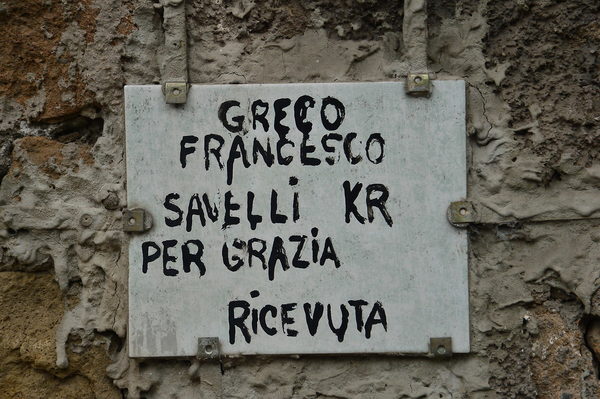 GRECO
FRANCESCO
SAVELLI KR
PER GRAZIA
RICEVUTA